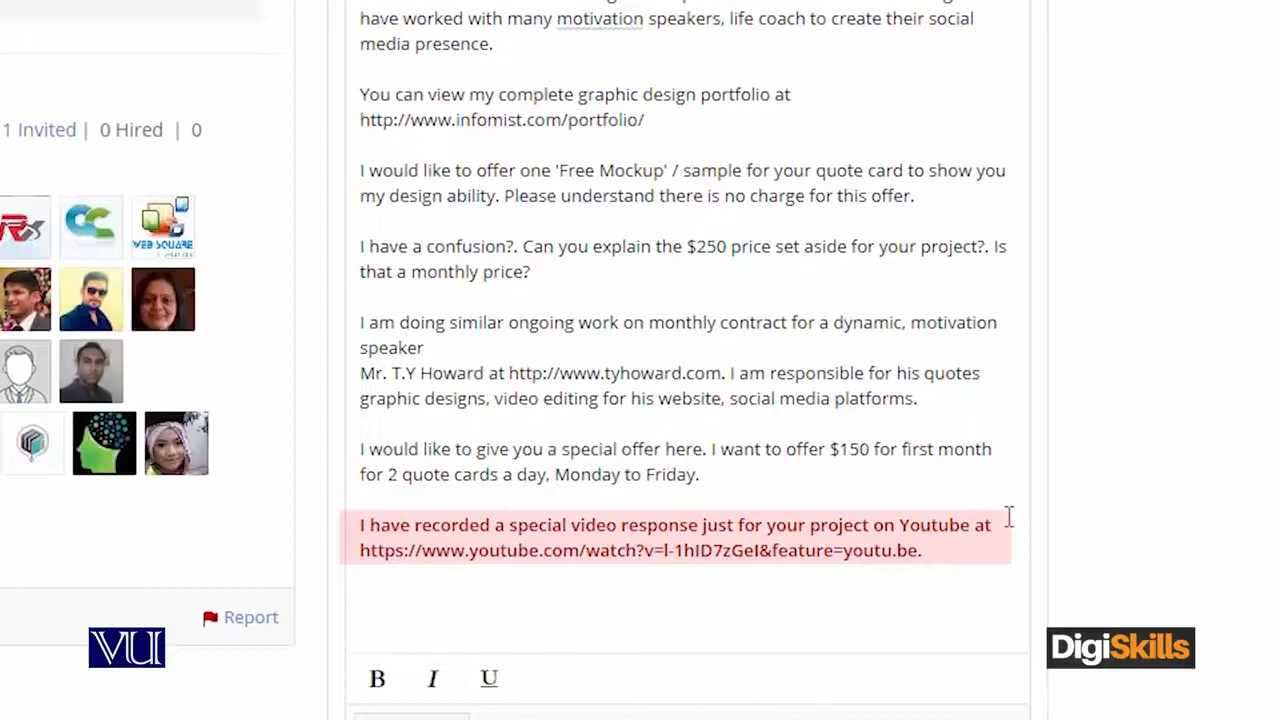 have worked with many motivation speakers, life coach to create their social
media presence.
You can view my complete graphic design portfolio at
http://www.infomist.com/portfolio/
1 Invited | 0 Hired | 0
I would like to offer one 'Free Mockup' / sample for your quote card to show you
my design ability. Please understand there is no charge for this offer.
Rx
WEB SQUARE
I have a confusion?. Can you explain the $250 price set aside for your project?. Is
that a monthly price?
I am doing similar ongoing work on monthly contract for a dynamic, motivation
speaker
Mr. T.Y Howard at http://www.tyhoward.com. I am responsible for his quotes
graphic designs, video editing for his website, social media platforms.
I would like to give you a special offer here. I want to offer $150 for first month
for 2 quote cards a day, Monday to Friday.
I have recorded a special video response just for your project on Youtube at
https://www.youtube.com/watch?v=l-1hID7zGeI&feature=youtu.be.
Report
VU
DigiSkills
B I U